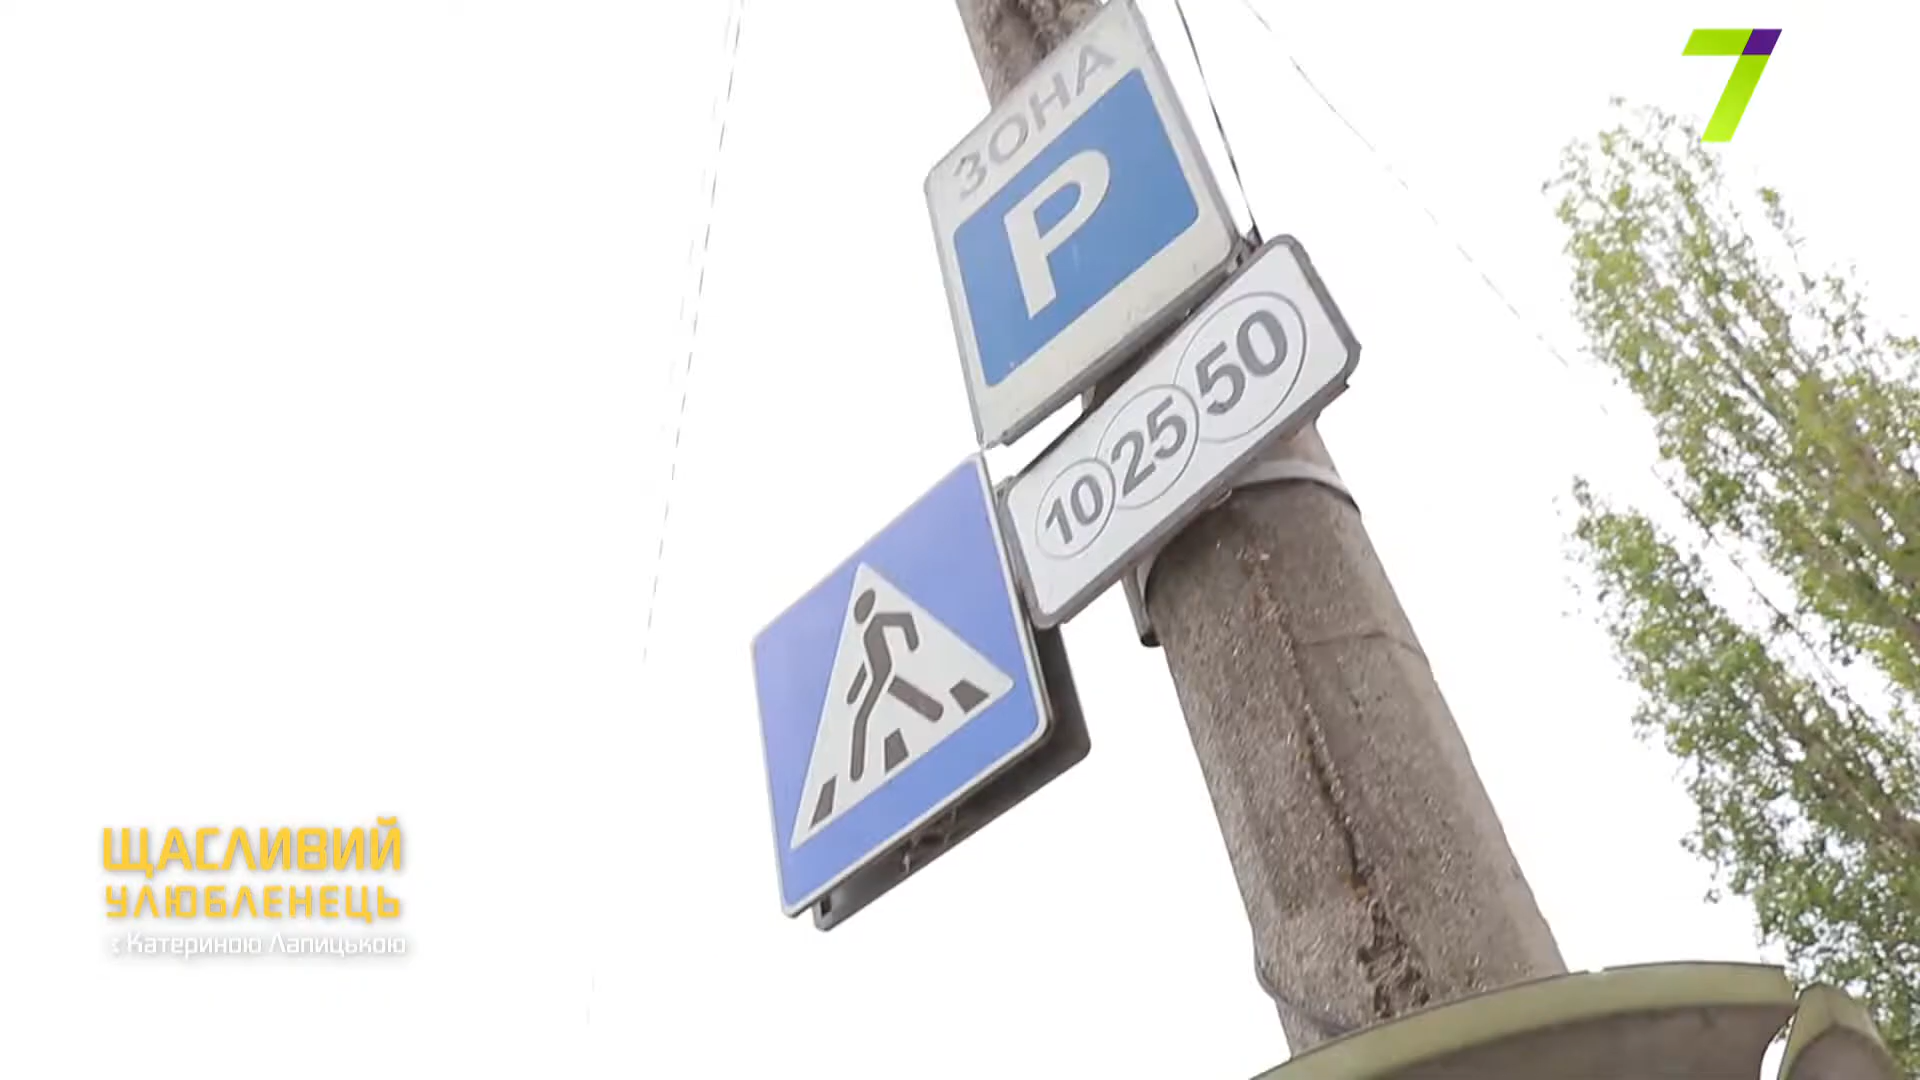 7
ЗОНА
P
10 25 50
ЩАСЛИВИЙ
УЛЮБЛЕНЕЦЬ
з Катериною Лапицькою